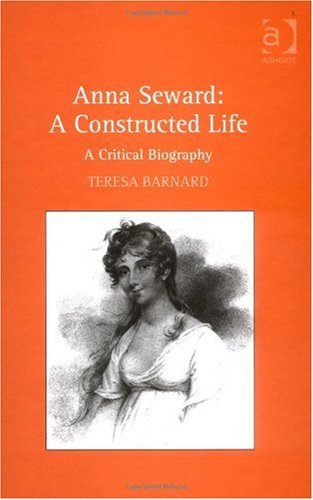 a
ASHGATE
Anna Seward:
A Constructed Life
A Critical Biography
TERESA BARNARD